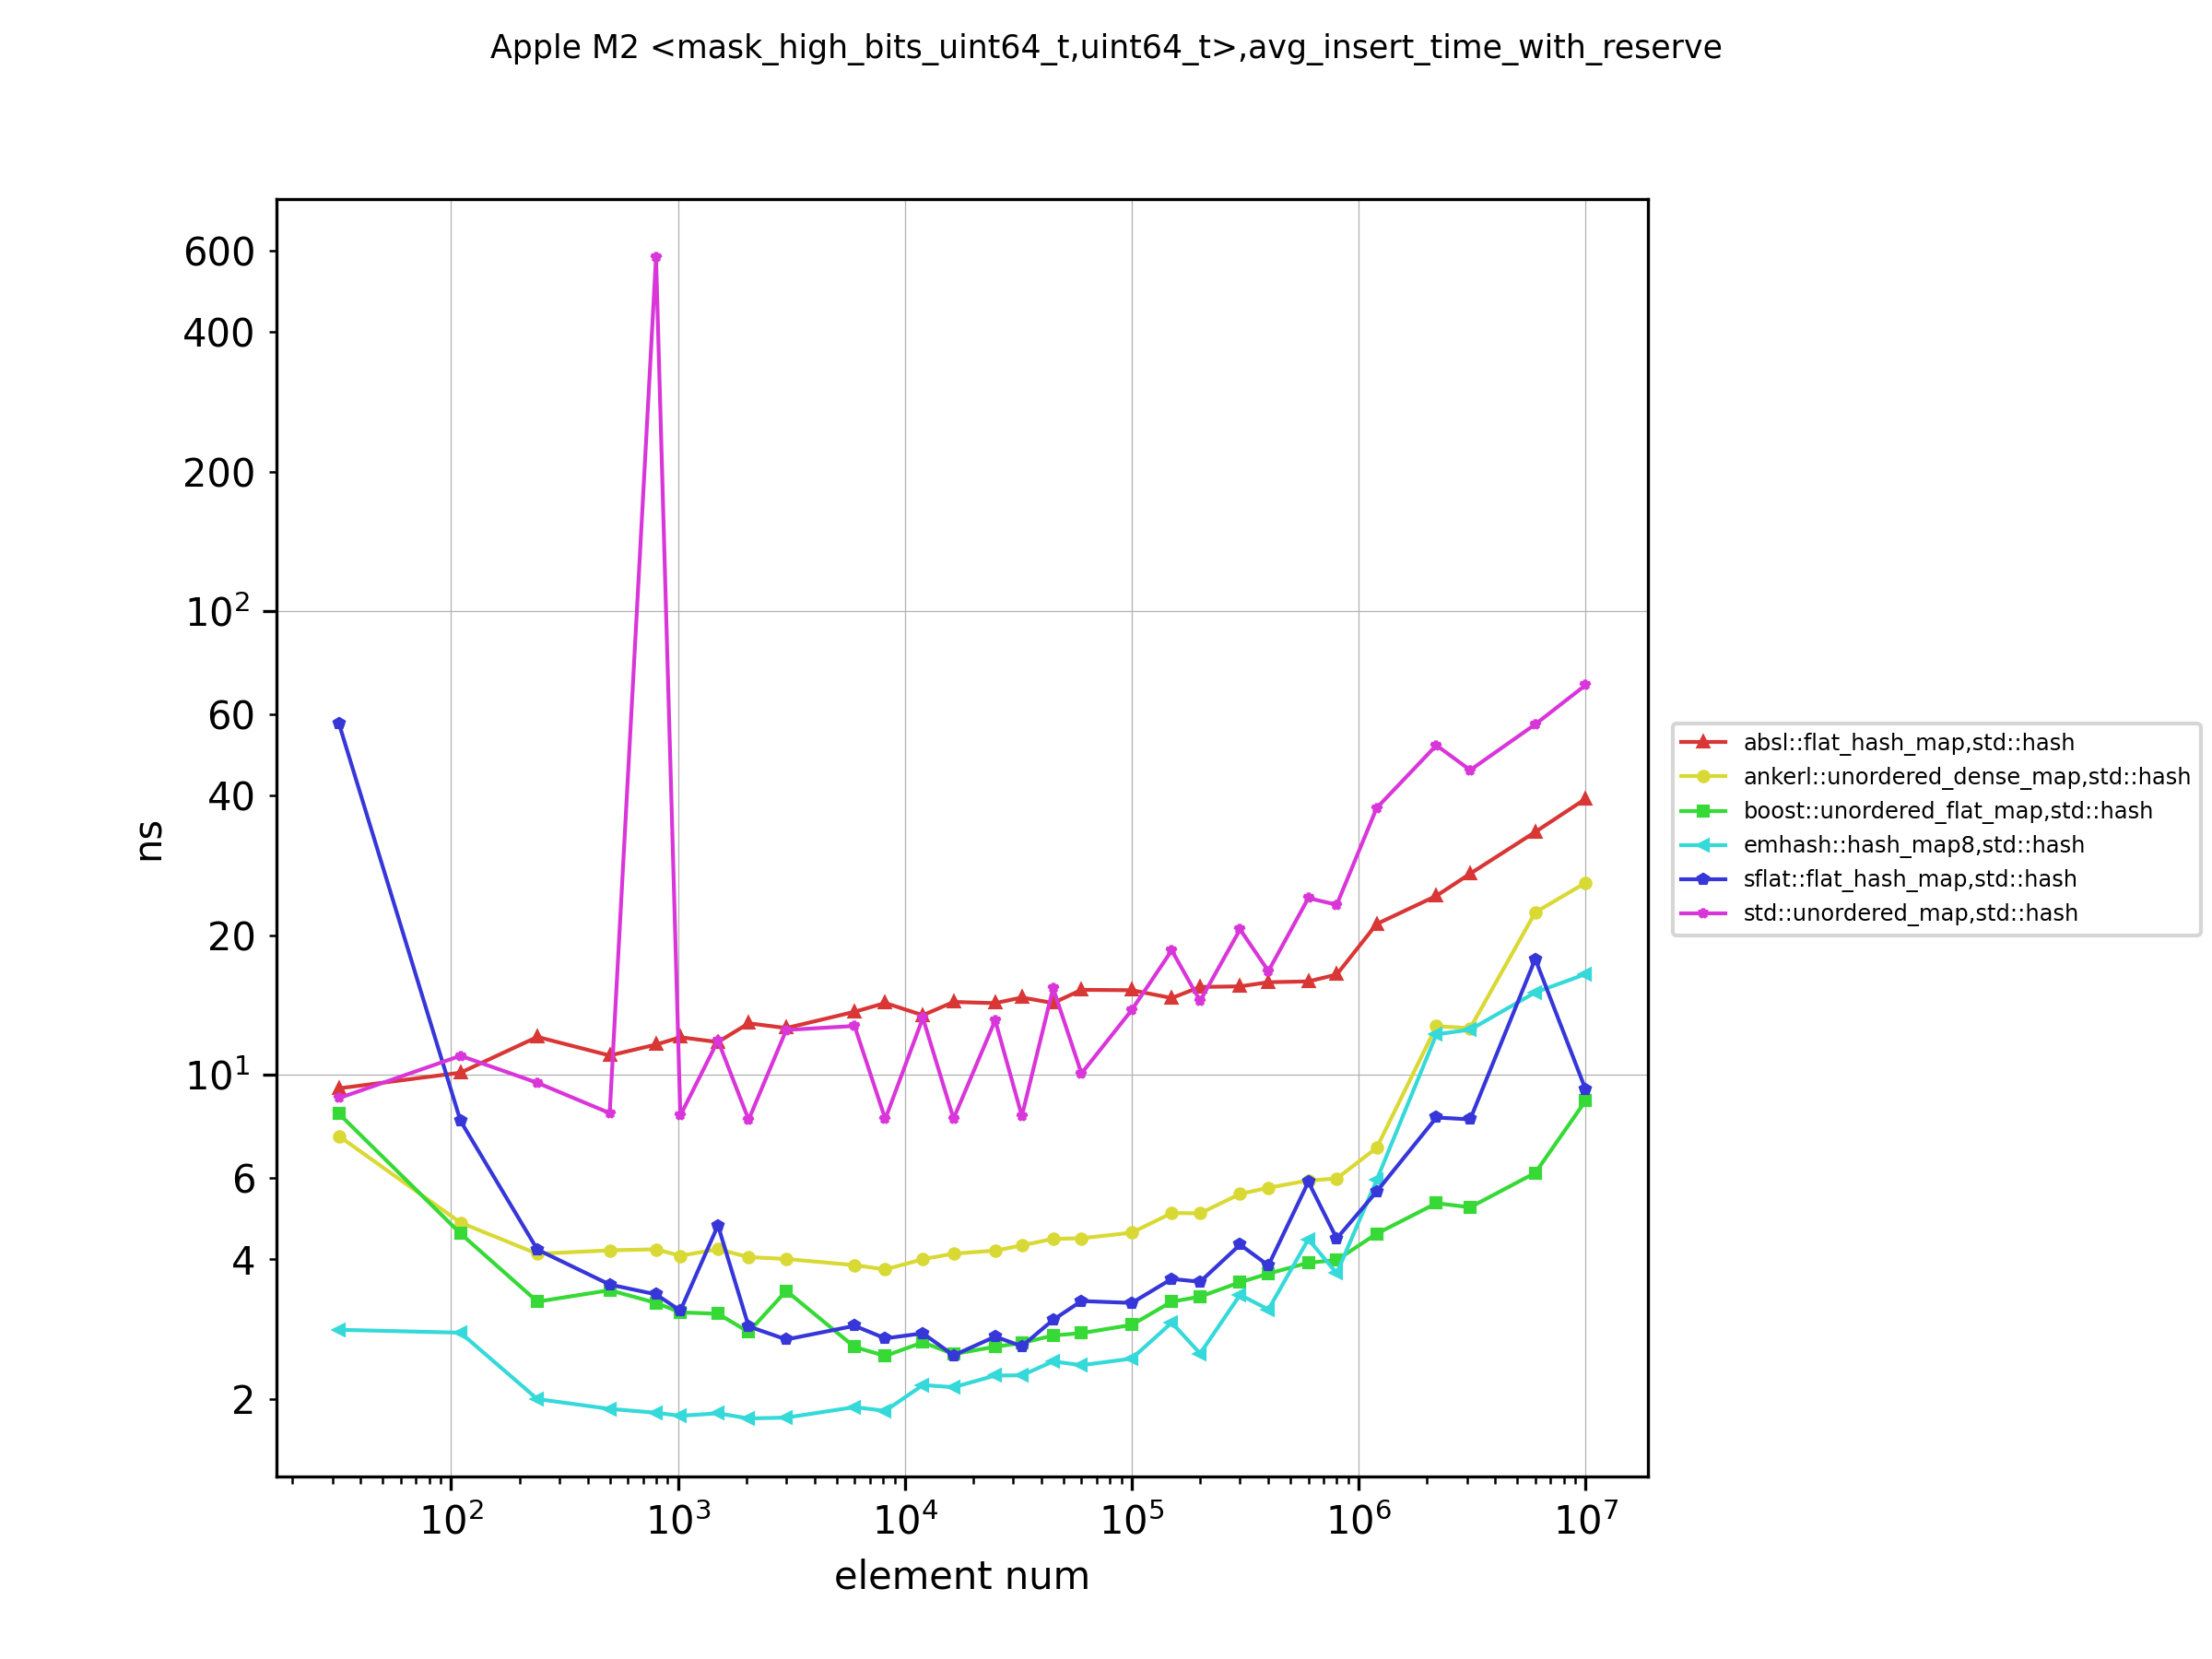 Apple M2 <mask_high_bits_uint64_t,uint64_t>,avg_insert_time_with_reserve
600
400
200
10²
60
40
20
10¹
6
4
2
ns
10² 10³ 10⁴ 10⁵ 10⁶ 10⁷
element num
absl::flat_hash_map,std::hash
ankerl::unordered_dense_map,std::hash
boost::unordered_flat_map,std::hash
emhash::hash_map8,std::hash
sflat::flat_hash_map,std::hash
std::unordered_map,std::hash